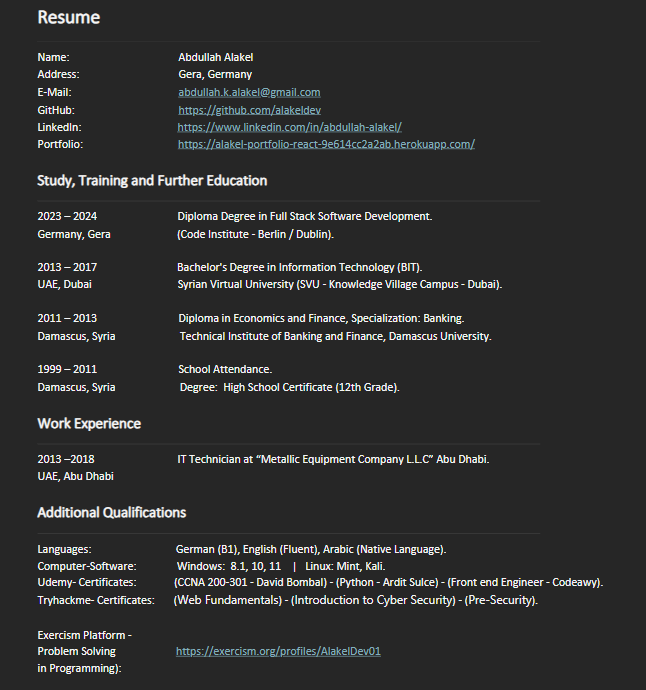 Resume
Name: Abdullah Alakel
Address: Gera, Germany
E-Mail: abdullah.k.alakel@gmail.com
GitHub: https://github.com/alakeldev
LinkedIn: https://www.linkedin.com/in/abdullah-alakel/
Portfolio: https://alakel-portfolio-react-9e614cc2a2ab.herokuapp.com/
Study, Training and Further Education
2023 – 2024 Diploma Degree in Full Stack Software Development.
Germany, Gera (Code Institute - Berlin / Dublin).
2013 – 2017 Bachelor's Degree in Information Technology (BIT).
UAE, Dubai Syrian Virtual University (SVU - Knowledge Village Campus - Dubai).
2011 – 2013 Diploma in Economics and Finance, Specialization: Banking.
Damascus, Syria Technical Institute of Banking and Finance, Damascus University.
1999 – 2011 School Attendance.
Damascus, Syria Degree: High School Certificate (12th Grade).
Work Experience
2013 –2018 IT Technician at “Metallic Equipment Company L.L.C” Abu Dhabi.
UAE, Abu Dhabi
Additional Qualifications
Languages: German (B1), English (Fluent), Arabic (Native Language).
Computer-Software: Windows: 8.1, 10, 11 | Linux: Mint, Kali.
Udemy- Certificates: (CCNA 200-301 - David Bombal) - (Python - Ardit Sulce) - (Front end Engineer - Codeawy).
Tryhackme- Certificates: (Web Fundamentals) - (Introduction to Cyber Security) - (Pre-Security).
Exercism Platform -
Problem Solving https://exercism.org/profiles/AlakelDev01
in Programming):